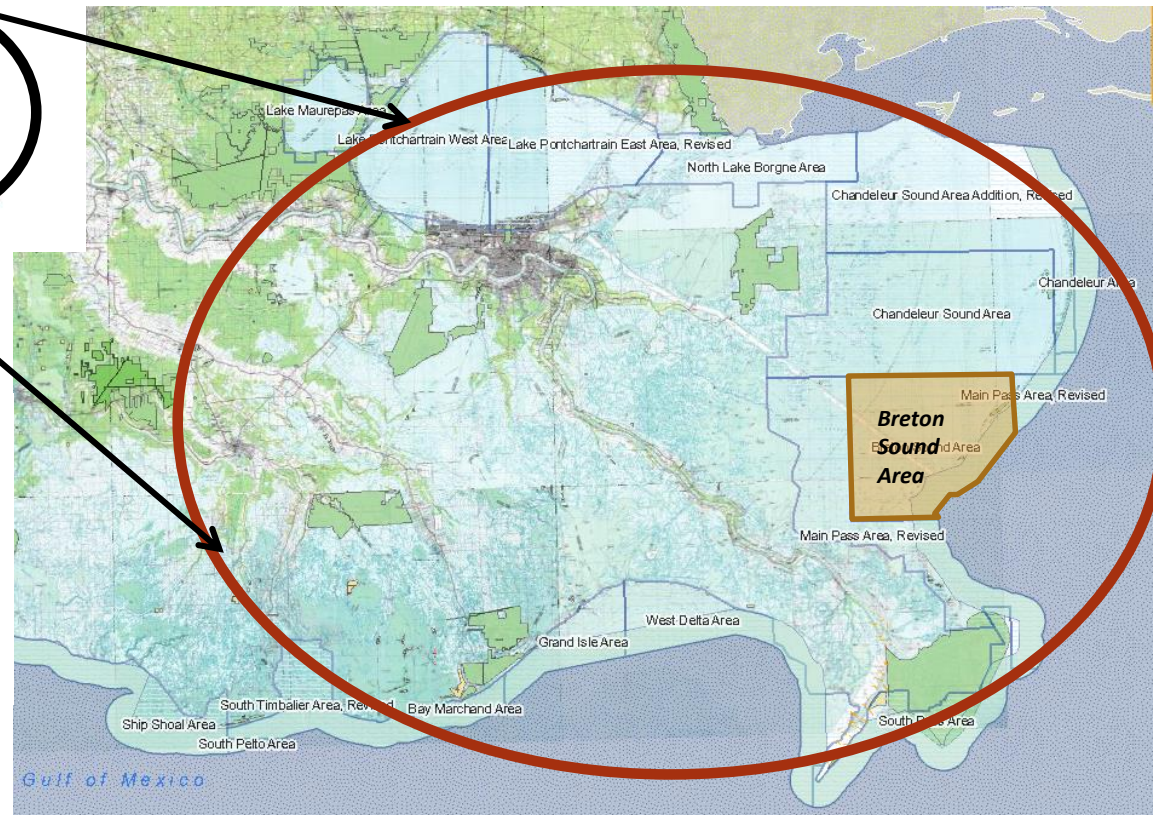 Lake Maurepas Area
Lake Pontchartrain West Area
Lake Pontchartrain East Area, Revised
North Lake Borgne Area
Chandeleur Sound Area Addition, Revised
Chandeleur Area
Chandeleur Sound Area
Main Pass Area, Revised
Breton
Sound
Area
Breton Sound Area
Main Pass Area, Revised
West Delta Area
Grand Isle Area
South Timbalier Area, Revised
Bay Marchand Area
Ship Shoal Area
South Pelto Area
South Pass Area
Gulf of Mexico